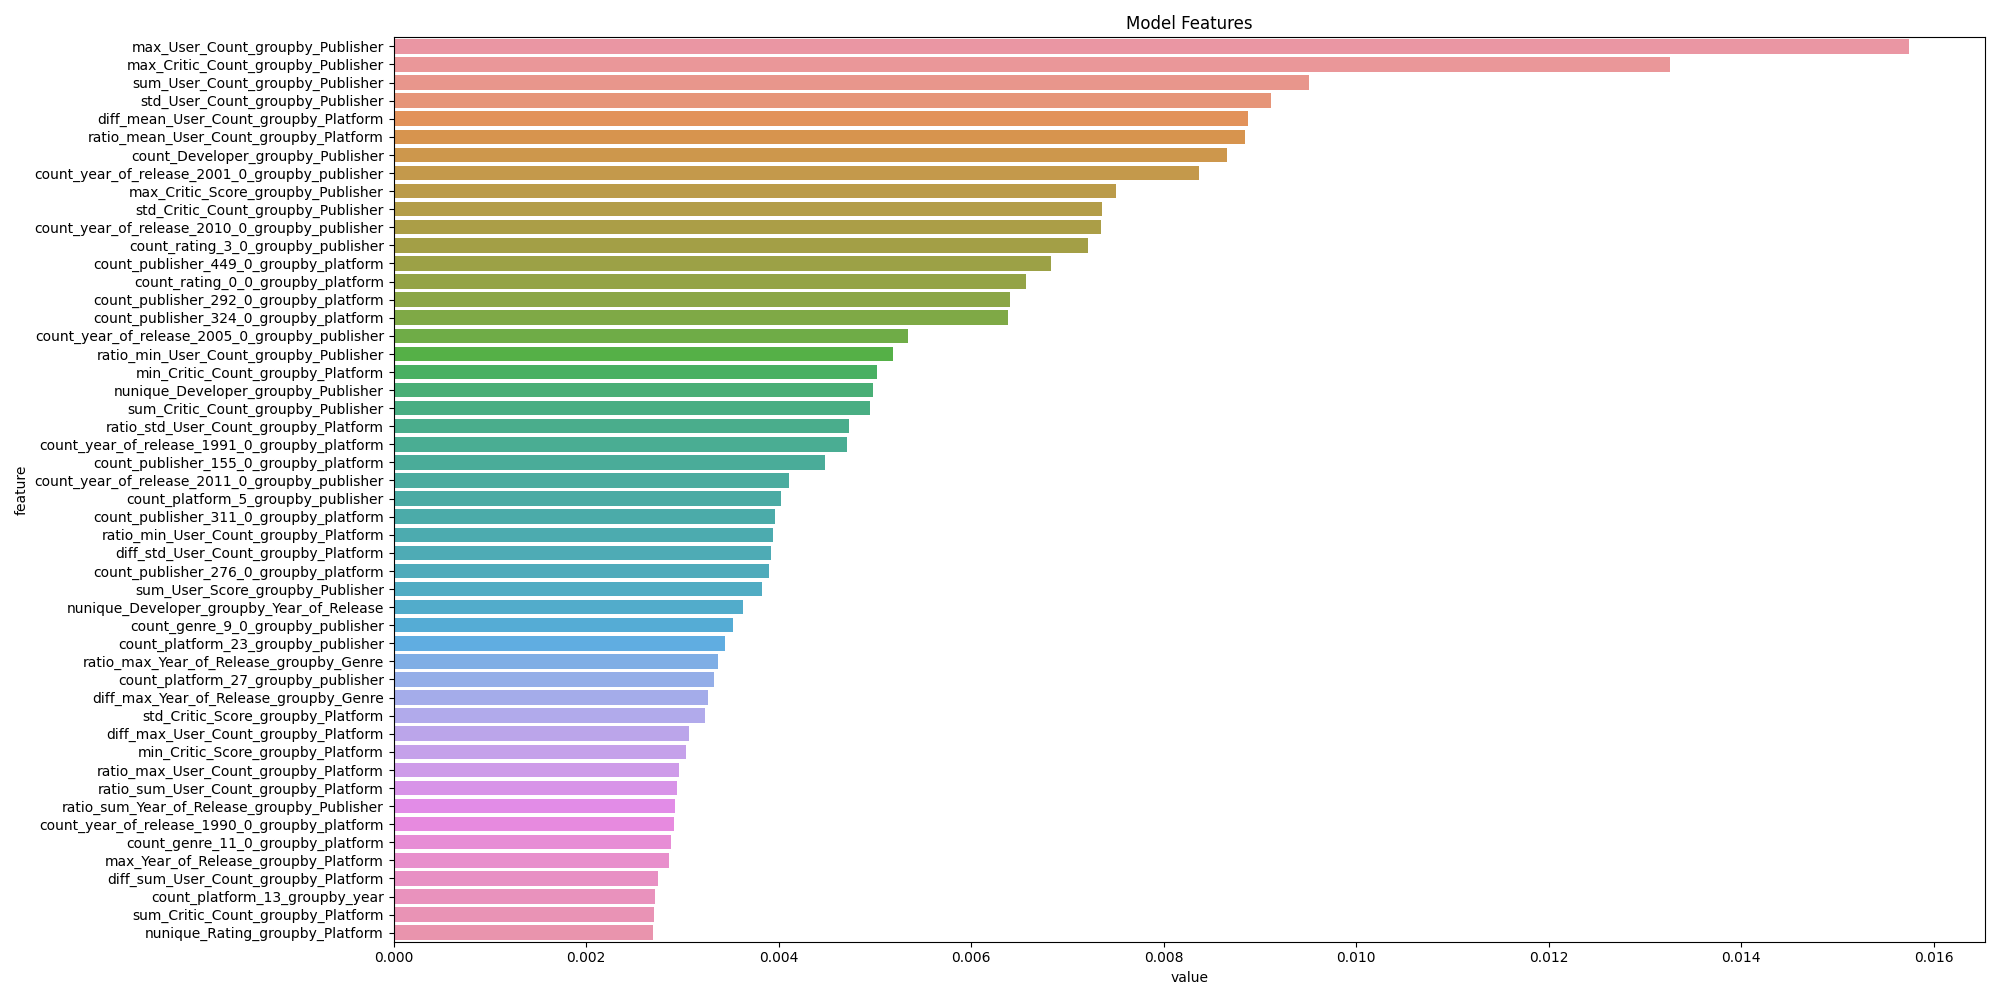 Model Features
max_User_Count_groupby_Publisher
max_Critic_Count_groupby_Publisher
sum_User_Count_groupby_Publisher
std_User_Count_groupby_Publisher
diff_mean_User_Count_groupby_Platform
ratio_mean_User_Count_groupby_Platform
count_Developer_groupby_Publisher
count_year_of_release_2001_0_groupby_publisher
max_Critic_Score_groupby_Publisher
std_Critic_Count_groupby_Publisher
count_year_of_release_2010_0_groupby_publisher
count_rating_3_0_groupby_publisher
count_publisher_449_0_groupby_platform
count_rating_0_0_groupby_platform
count_publisher_292_0_groupby_platform
count_publisher_324_0_groupby_platform
count_year_of_release_2005_0_groupby_publisher
ratio_min_User_Count_groupby_Publisher
min_Critic_Count_groupby_Platform
nunique_Developer_groupby_Publisher
sum_Critic_Count_groupby_Publisher
ratio_std_User_Count_groupby_Platform
count_year_of_release_1991_0_groupby_platform
count_publisher_155_0_groupby_platform
count_year_of_release_2011_0_groupby_publisher
count_platform_5_groupby_publisher
count_publisher_311_0_groupby_platform
ratio_min_User_Count_groupby_Platform
diff_std_User_Count_groupby_Platform
count_publisher_276_0_groupby_platform
sum_User_Score_groupby_Publisher
nunique_Developer_groupby_Year_of_Release
count_genre_9_0_groupby_publisher
count_platform_23_groupby_publisher
ratio_max_Year_of_Release_groupby_Genre
count_platform_27_groupby_publisher
diff_max_Year_of_Release_groupby_Genre
std_Critic_Score_groupby_Platform
diff_max_User_Count_groupby_Platform
min_Critic_Score_groupby_Platform
ratio_max_User_Count_groupby_Platform
ratio_sum_User_Count_groupby_Platform
ratio_sum_Year_of_Release_groupby_Publisher
count_year_of_release_1990_0_groupby_platform
count_genre_11_0_groupby_platform
max_Year_of_Release_groupby_Platform
diff_sum_User_Count_groupby_Platform
count_platform_13_groupby_year
sum_Critic_Count_groupby_Platform
nunique_Rating_groupby_Platform
feature
0.000 0.002 0.004 0.006 0.008 0.010 0.012 0.014 0.016
value